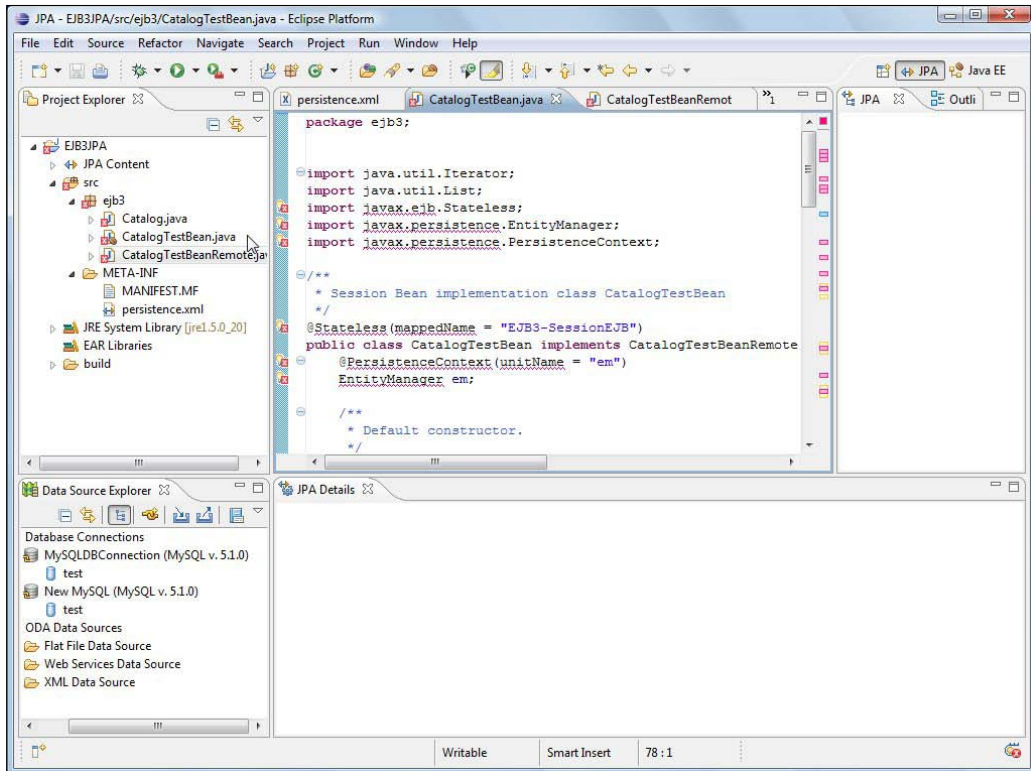 JPA - EJB3JPA/src/ejb3/CatalogTestBean.java - Eclipse Platform
File Edit Source Refactor Navigate Search Project Run Window Help
JPA Java EE
Project Explorer
EJB3JPA
JPA Content
src
ejb3
Catalog.java
CatalogTestBean.java
CatalogTestBeanRemote.jav
META-INF
MANIFEST.MF
persistence.xml
JRE System Library [jre1.5.0_20]
EAR Libraries
build
persistence.xml CatalogTestBean.java CatalogTestBeanRemot »1
package ejb3;
import java.util.Iterator;
import java.util.List;
import javax.ejb.Stateless;
import javax.persistence.EntityManager;
import javax.persistence.PersistenceContext;
/**
* Session Bean implementation class CatalogTestBean
*/
@Stateless(mappedName = "EJB3-SessionEJB")
public class CatalogTestBean implements CatalogTestBeanRemote
@PersistenceContext(unitName = "em")
EntityManager em;
/**
* Default constructor.
*/
JPA Outli
Data Source Explorer
Database Connections
MySQLDBConnection (MySQL v. 5.1.0)
test
New MySQL (MySQL v. 5.1.0)
test
ODA Data Sources
Flat File Data Source
Web Services Data Source
XML Data Source
JPA Details
Writable Smart Insert 78 : 1